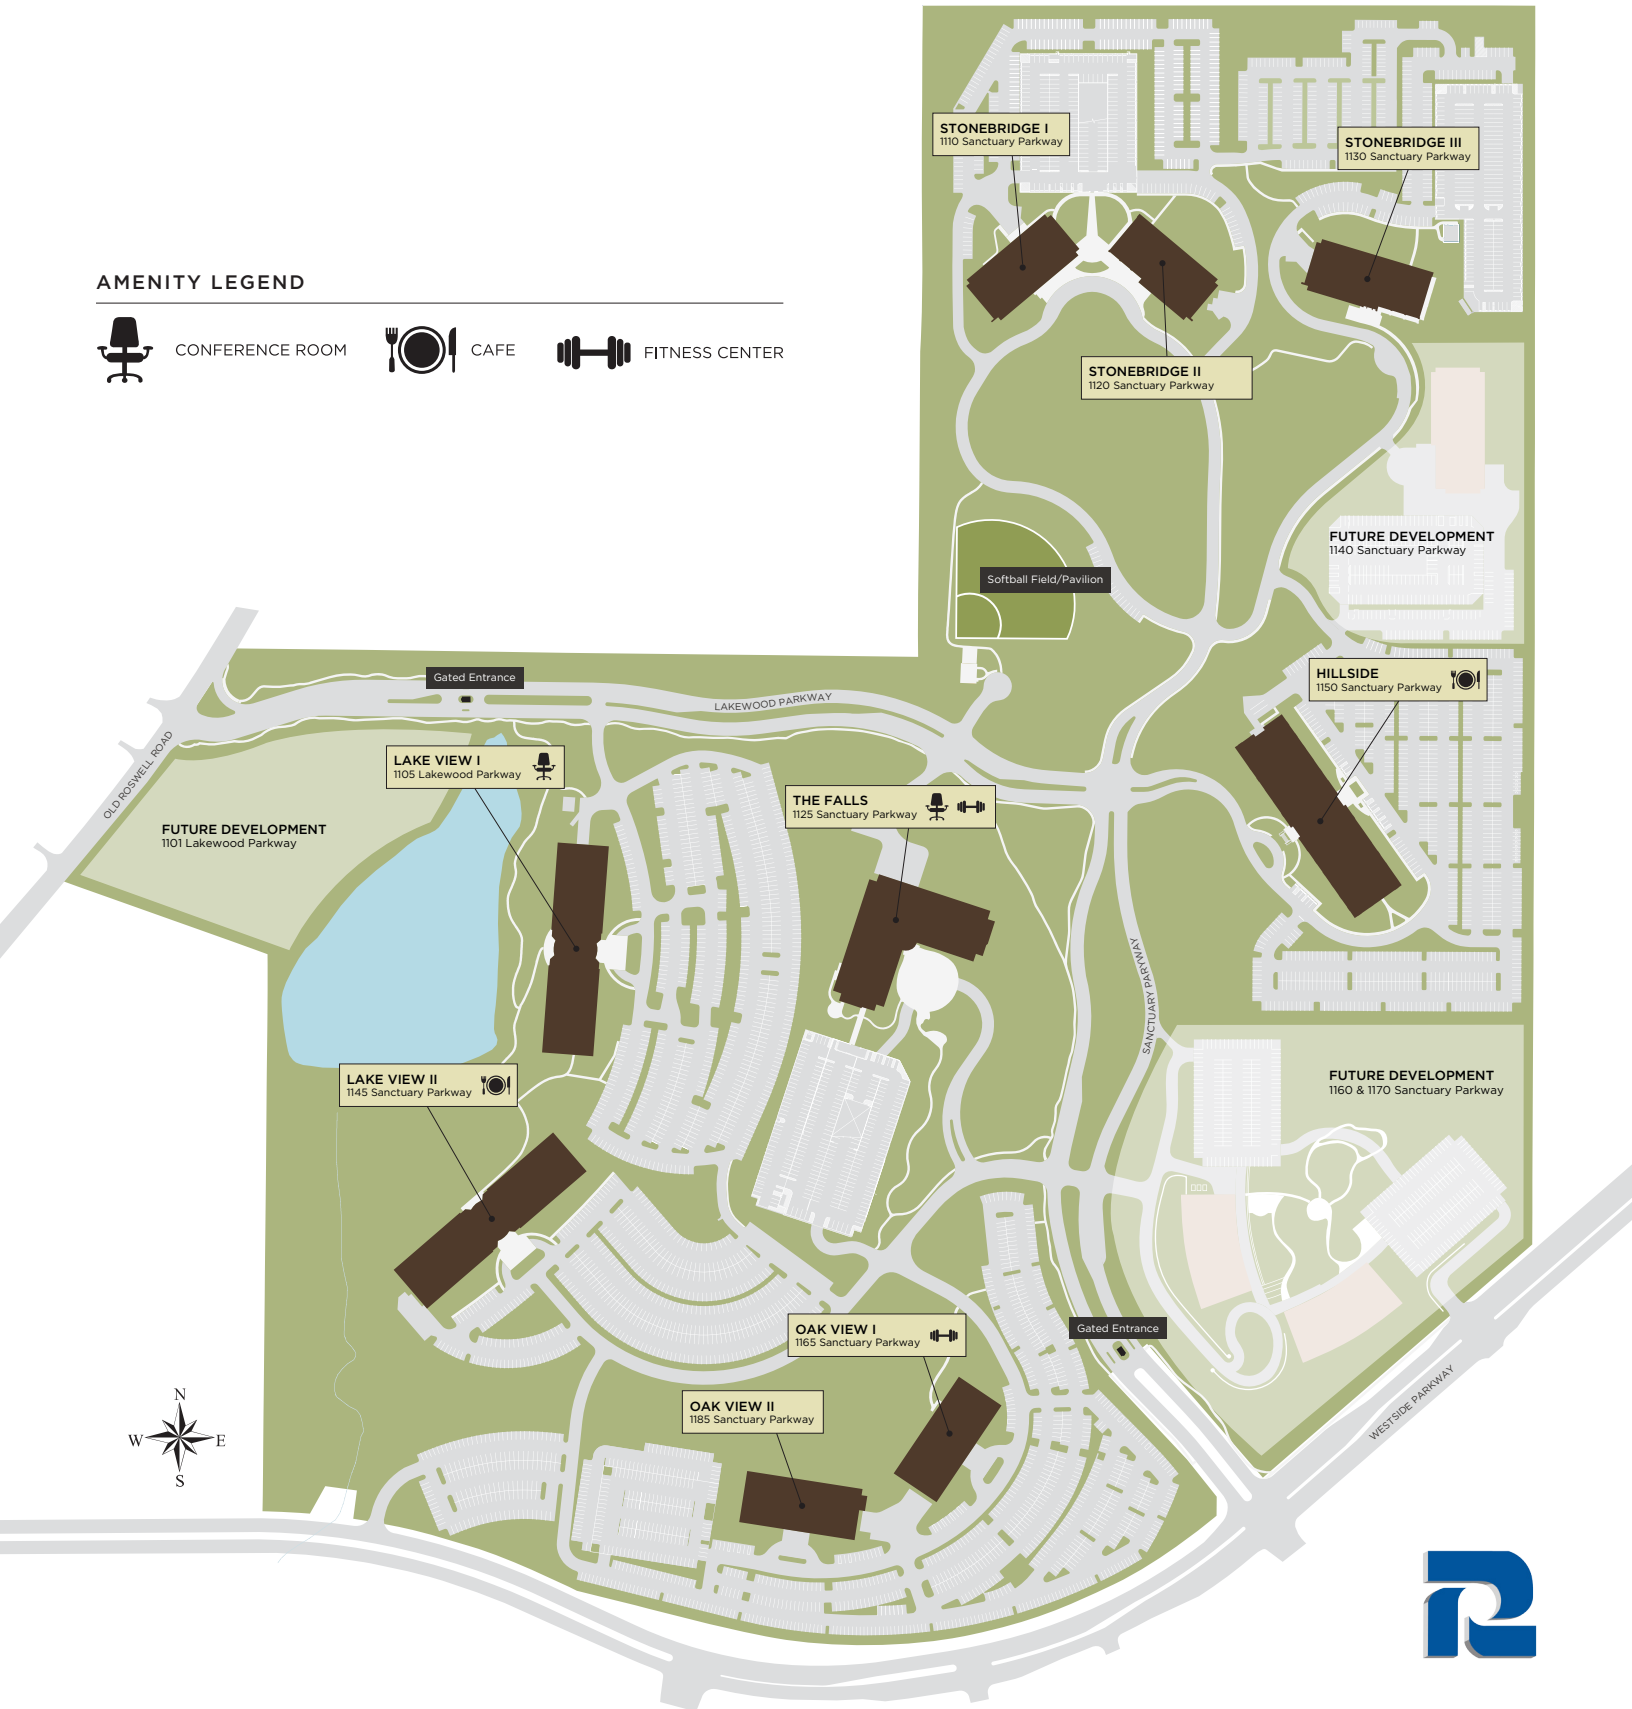 STONEBRIDGE I
1110 Sanctuary Parkway
STONEBRIDGE III
1130 Sanctuary Parkway
AMENITY LEGEND
CONFERENCE ROOM
CAFE
FITNESS CENTER
STONEBRIDGE II
1120 Sanctuary Parkway
FUTURE DEVELOPMENT
1140 Sanctuary Parkway
Softball Field/Pavilion
Gated Entrance
HILLSIDE
1150 Sanctuary Parkway
LAKEWOOD PARKWAY
OLD ROSWELL ROAD
LAKE VIEW I
1105 Lakewood Parkway
THE FALLS
1125 Sanctuary Parkway
FUTURE DEVELOPMENT
1101 Lakewood Parkway
SANCTUARY PARYWAY
LAKE VIEW II
1145 Sanctuary Parkway
FUTURE DEVELOPMENT
1160 & 1170 Sanctuary Parkway
OAK VIEW I
1165 Sanctuary Parkway
Gated Entrance
OAK VIEW II
1185 Sanctuary Parkway
WESTSIDE PARKWAY
N
W E
S
R